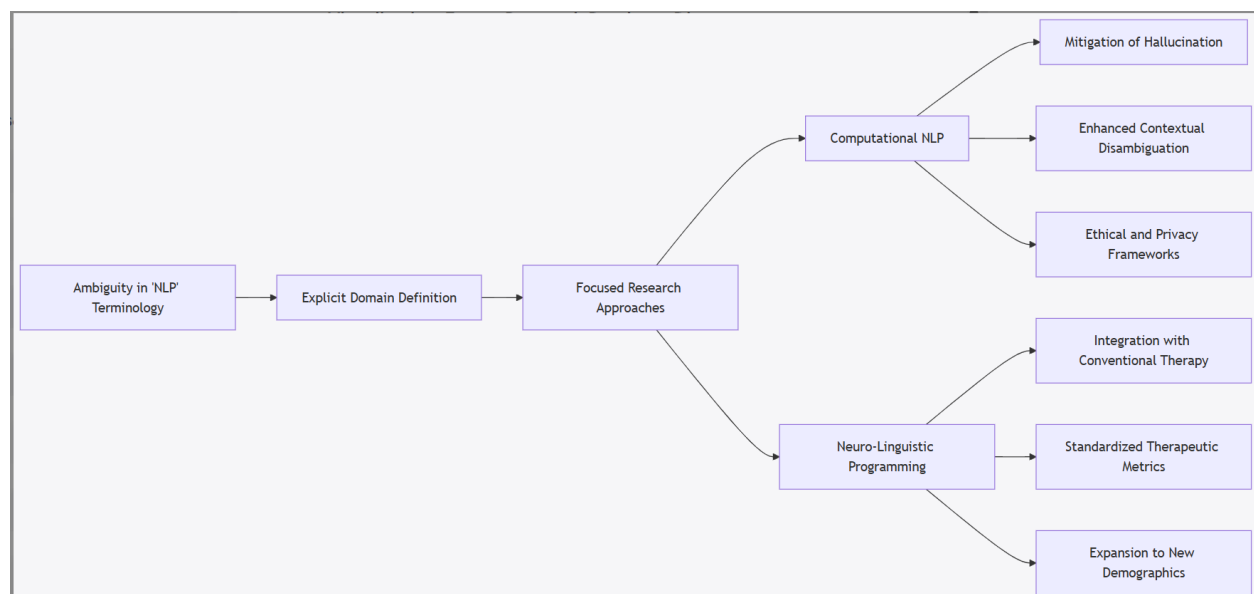 Ambiguity in 'NLP'
Terminology
Explicit Domain Definition
Focused Research
Approaches
Computational NLP
Mitigation of Hallucination
Enhanced Contextual
Disambiguation
Ethical and Privacy
Frameworks
Neuro-Linguistic
Programming
Integration with
Conventional Therapy
Standardized Therapeutic
Metrics
Expansion to New
Demographics